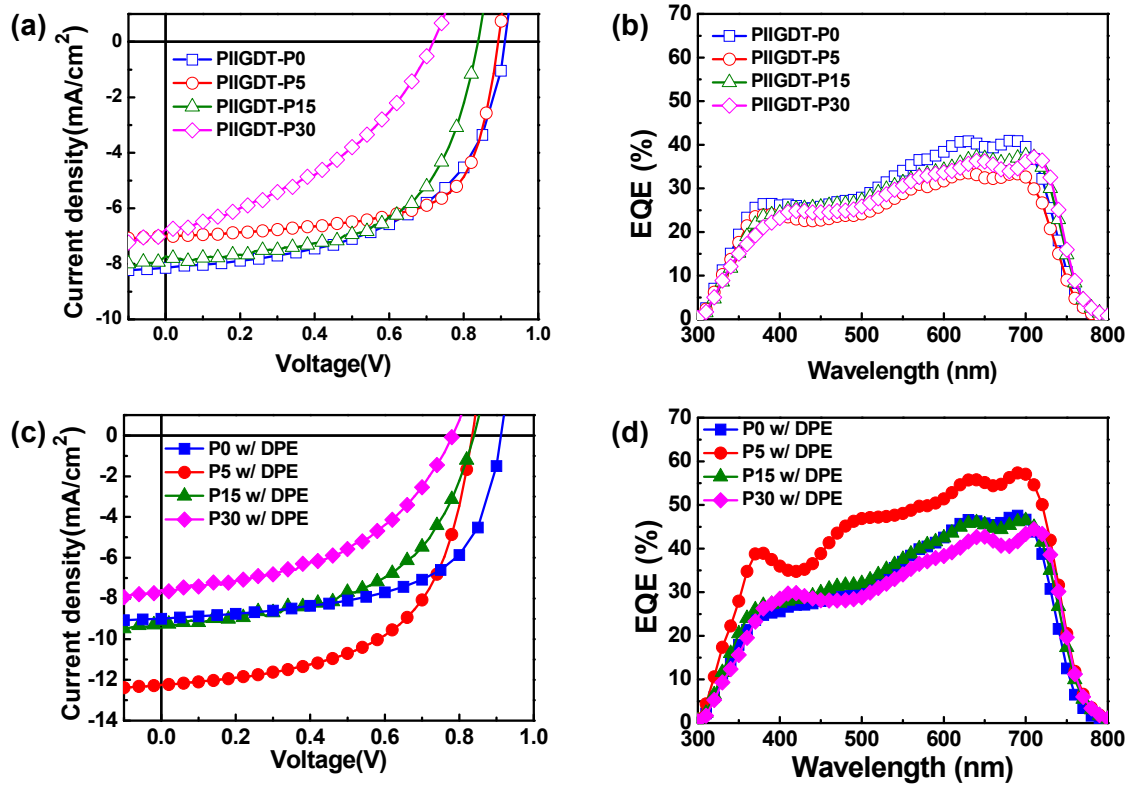 (a)
0
-2
-4
-6
-8
-10
Current density(mA/cm²)
PIIGDT-P0
PIIGDT-P5
PIIGDT-P15
PIIGDT-P30
0.0 0.2 0.4 0.6 0.8 1.0
Voltage(V)
(b)
70
60
50
40
30
20
10
0
EQE (%)
PIIGDT-P0
PIIGDT-P5
PIIGDT-P15
PIIGDT-P30
300 400 500 600 700 800
Wavelength (nm)
(c)
0
-2
-4
-6
-8
-10
-12
-14
Current density(mA/cm²)
P0 w/ DPE
P5 w/ DPE
P15 w/ DPE
P30 w/ DPE
0.0 0.2 0.4 0.6 0.8 1.0
Voltage(V)
(d)
70
60
50
40
30
20
10
0
EQE (%)
P0 w/ DPE
P5 w/ DPE
P15 w/ DPE
P30 w/ DPE
300 400 500 600 700 800
Wavelength (nm)